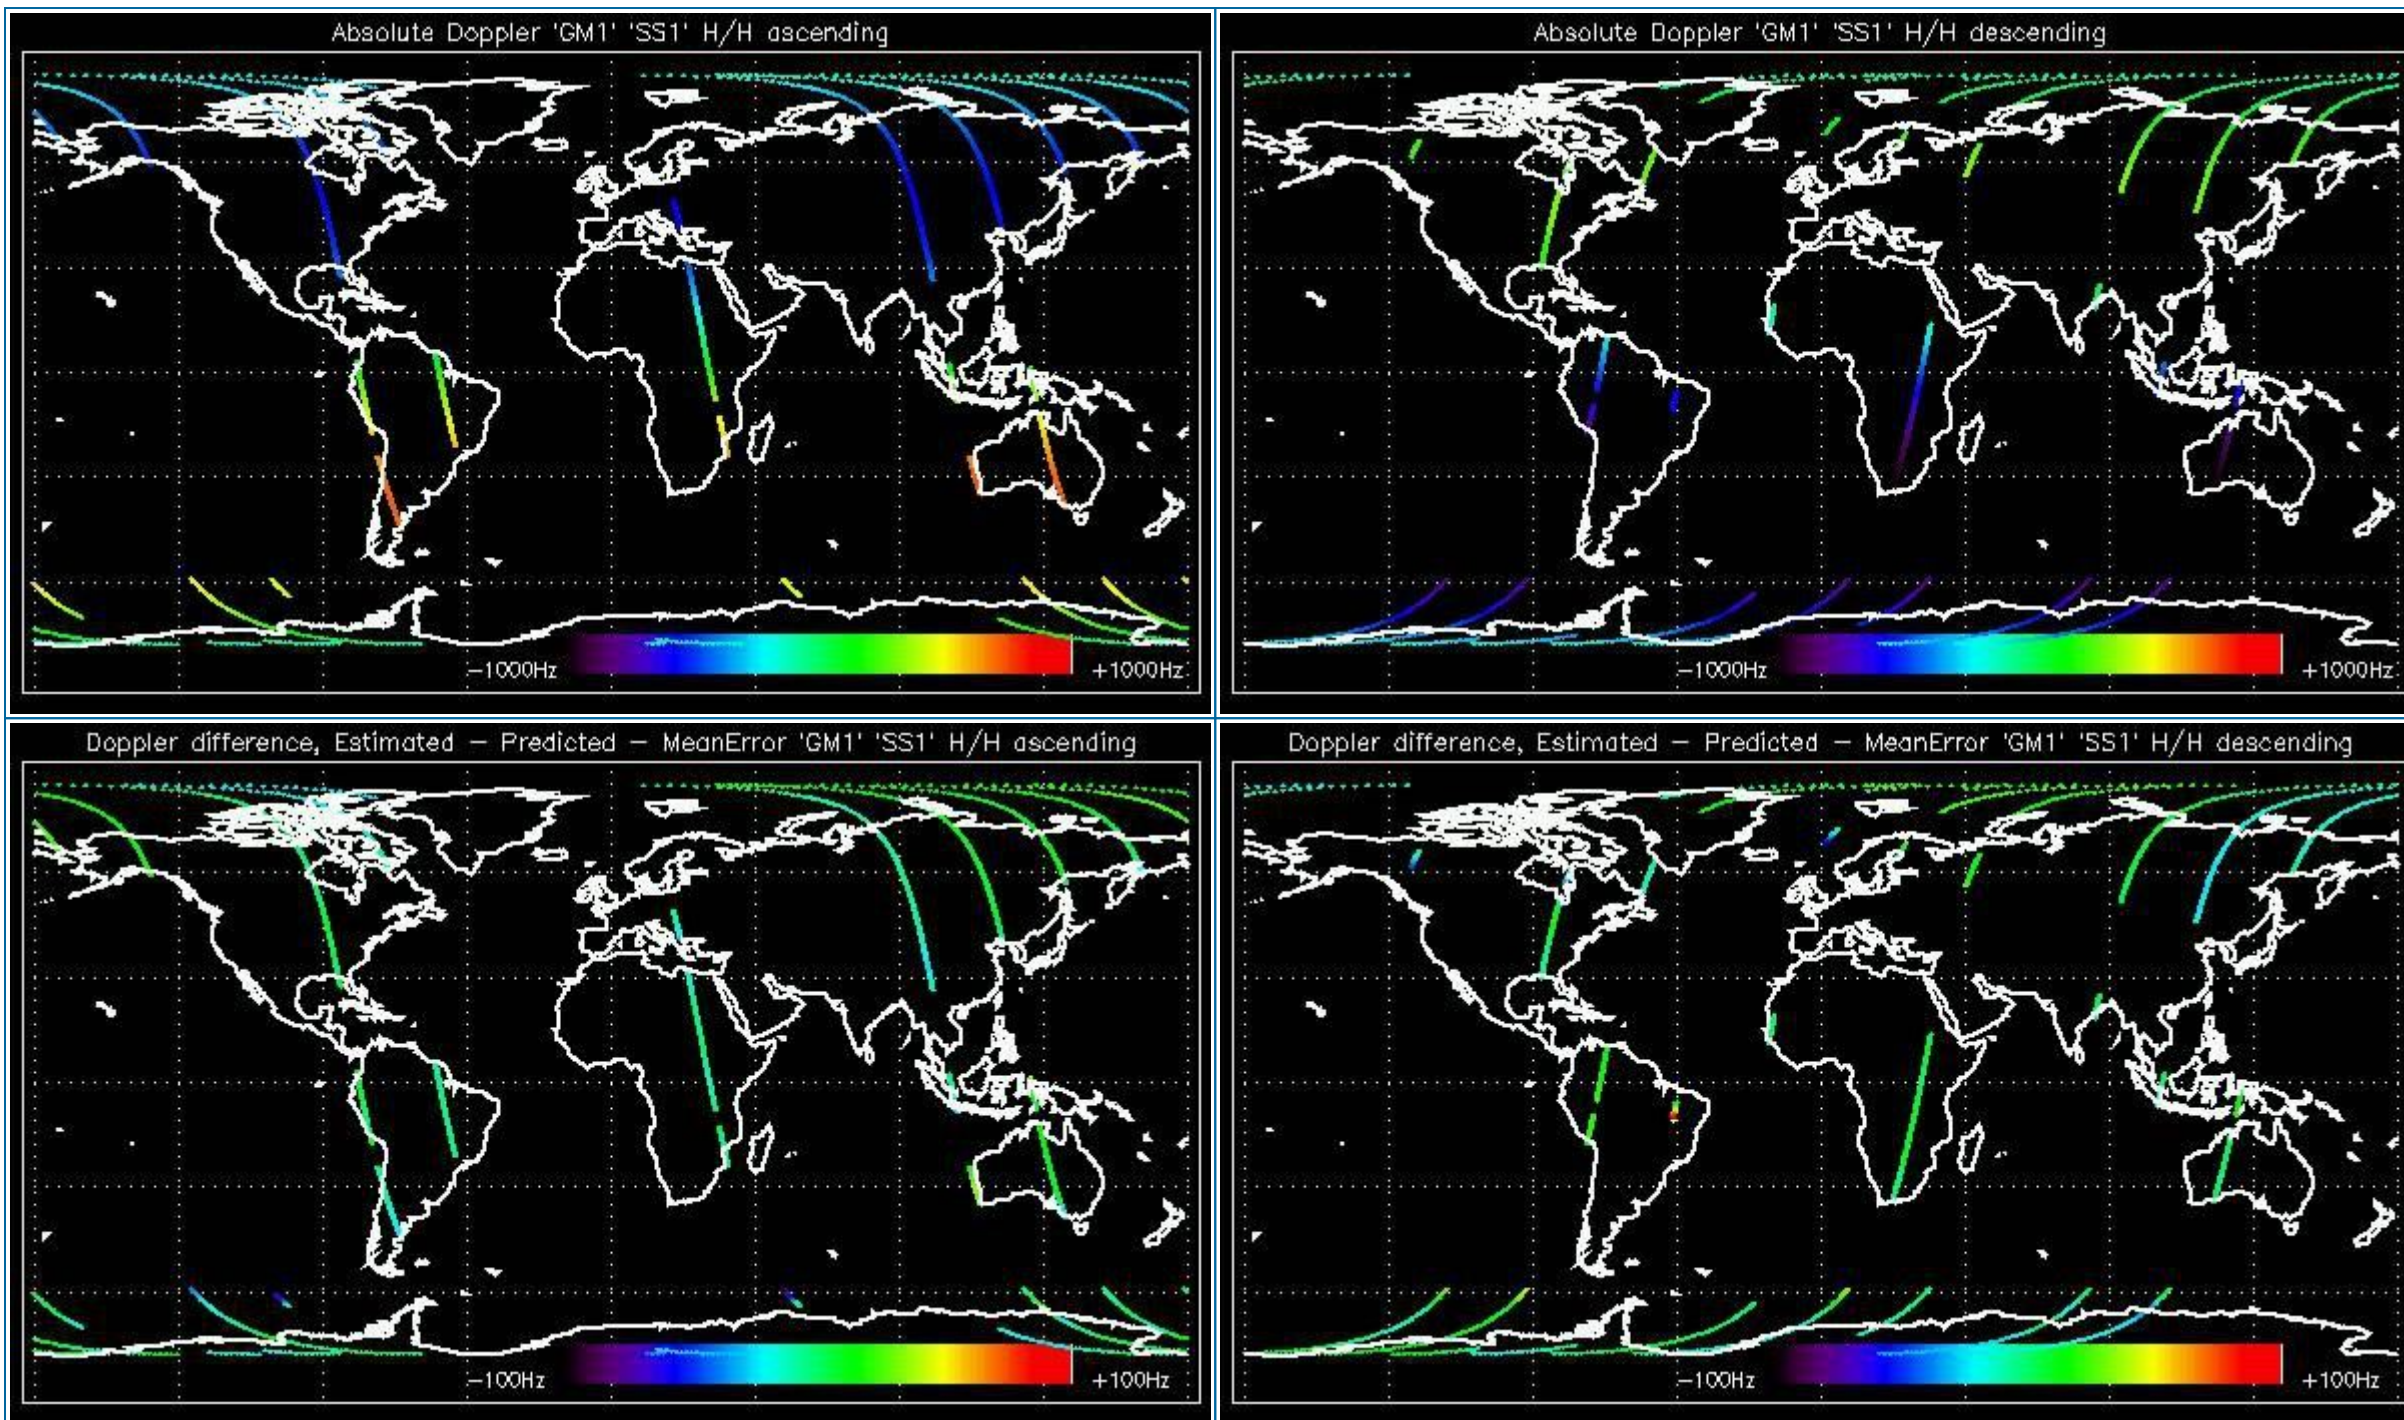 Absolute Doppler 'GM1' 'SS1' H/H ascending
-1000Hz
+1000Hz
Absolute Doppler 'GM1' 'SS1' H/H descending
-1000Hz
+1000Hz
Doppler difference, Estimated - Predicted - MeanError 'GM1' 'SS1' H/H ascending
-100Hz
+100Hz
Doppler difference, Estimated - Predicted - MeanError 'GM1' 'SS1' H/H descending
-100Hz
+100Hz